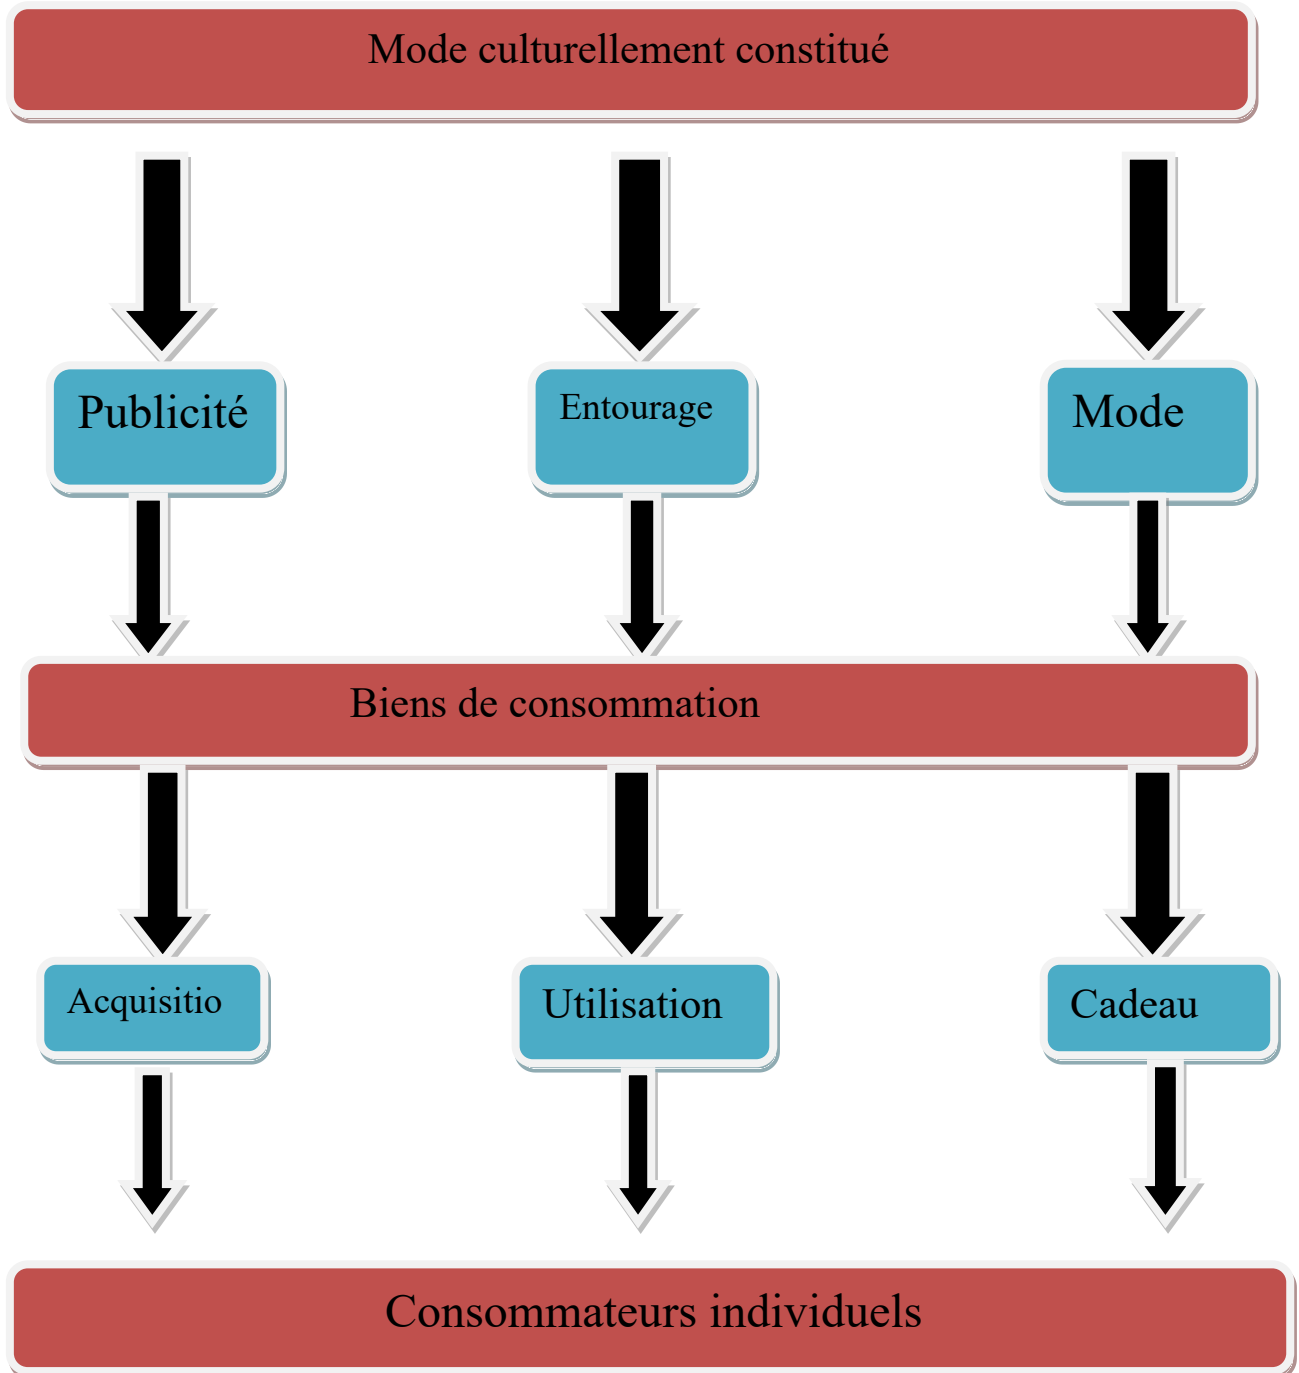 Mode culturellement constitué
Publicité
Entourage
Mode
Biens de consommation
Acquisitio
Utilisation
Cadeau
Consommateurs individuels